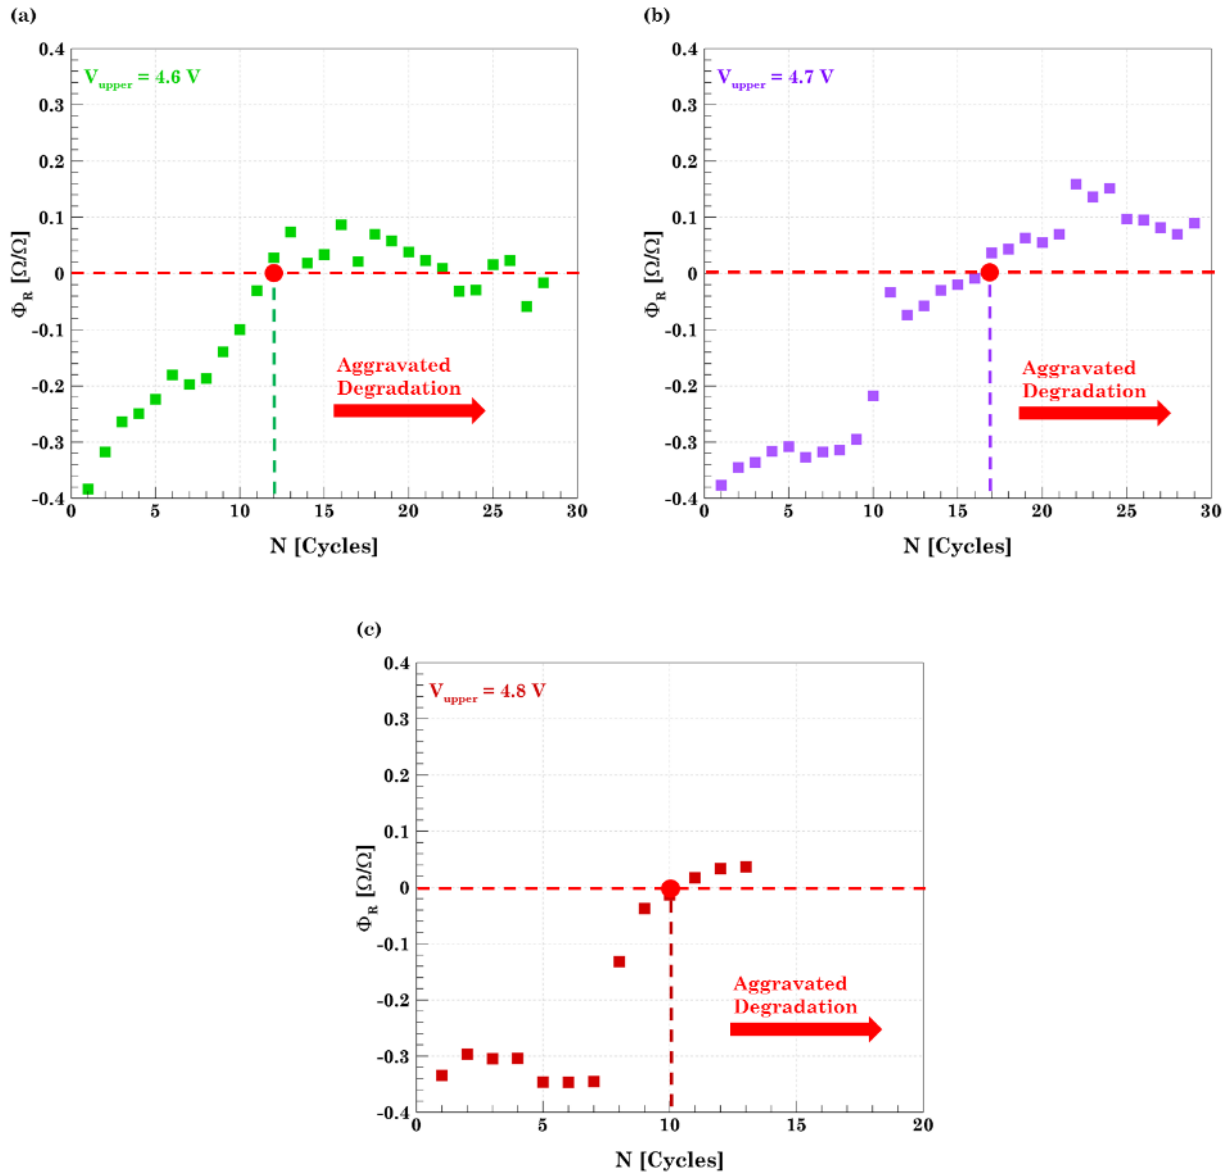 (a)
0.4
0.3
0.2
0.1
0
-0.1
-0.2
-0.3
-0.4
Φ_R [Ω/Ω]
V_upper = 4.6 V
Aggravated
Degradation
0 5 10 15 20 25 30
N [Cycles]
(b)
0.4
0.3
0.2
0.1
0
-0.1
-0.2
-0.3
-0.4
Φ_R [Ω/Ω]
V_upper = 4.7 V
Aggravated
Degradation
0 5 10 15 20 25 30
N [Cycles]
(c)
0.4
0.3
0.2
0.1
0
-0.1
-0.2
-0.3
-0.4
Φ_R [Ω/Ω]
V_upper = 4.8 V
Aggravated
Degradation
0 5 10 15 20
N [Cycles]